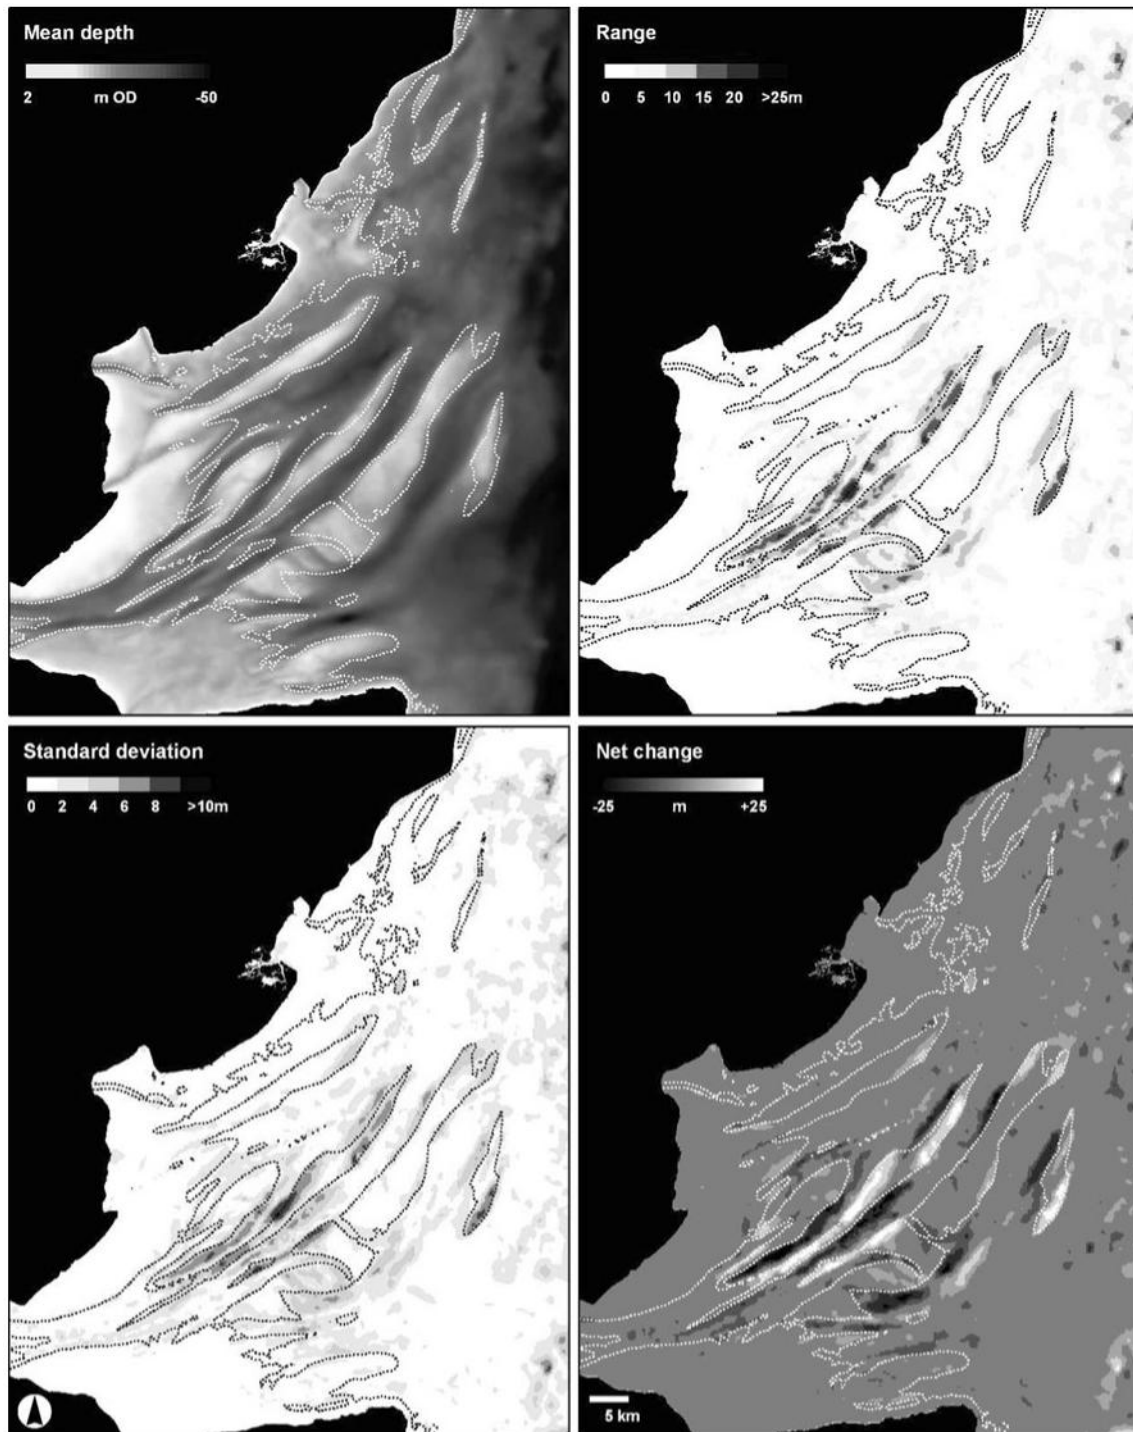 Mean depth
2 m OD -50
Range
0 5 10 15 20 >25m
Standard deviation
0 2 4 6 8 >10m
Net change
-25 m +25
5 km